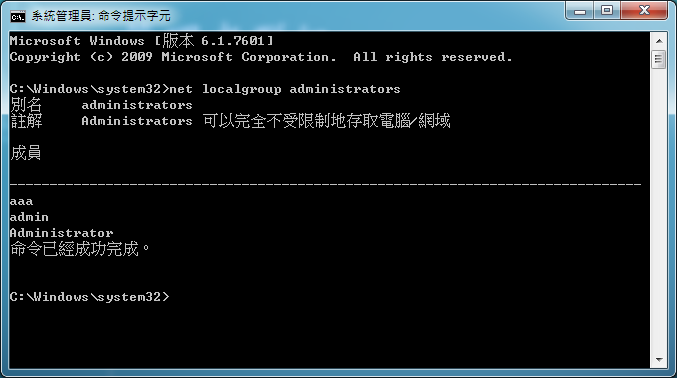 系統管理員: 命令提示字元
Microsoft Windows [版本 6.1.7601]
Copyright (c) 2009 Microsoft Corporation.  All rights reserved.
C:\Windows\system32>net localgroup administrators
別名     administrators
註解     Administrators 可以完全不受限制地存取電腦/網域
成員
-------------------------------------------------------------------------------
aaa
admin
Administrator
命令已經成功完成。
C:\Windows\system32>